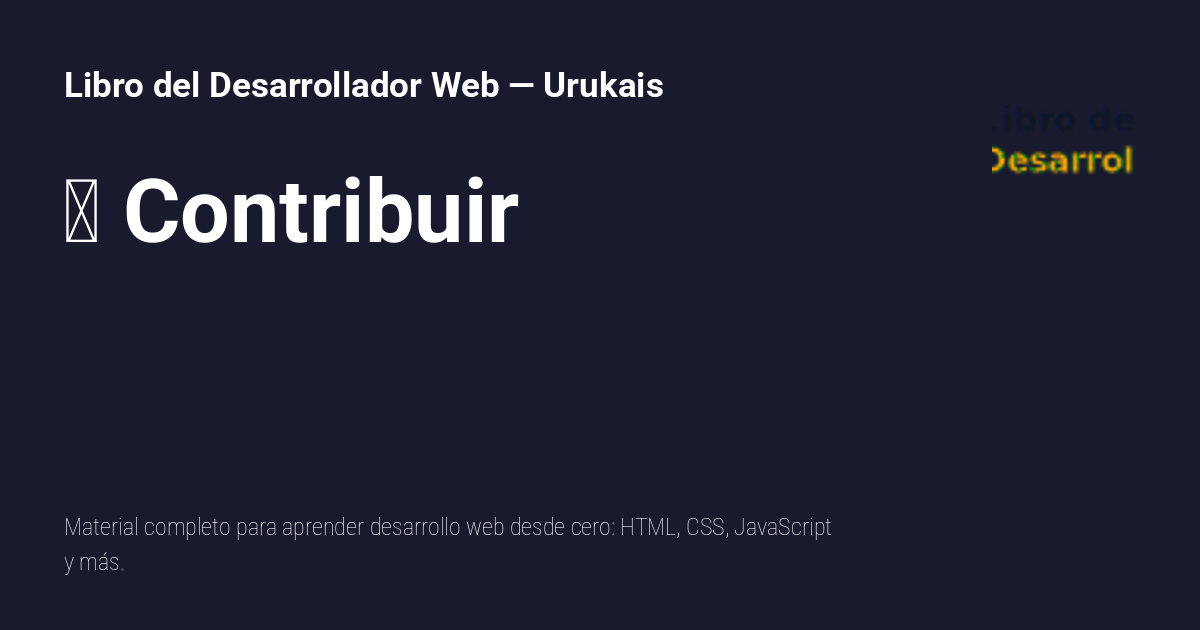 Libro del Desarrollador Web — Urukais
Libro de
Desarrol
Contribuir
Material completo para aprender desarrollo web desde cero: HTML, CSS, JavaScript
y más.